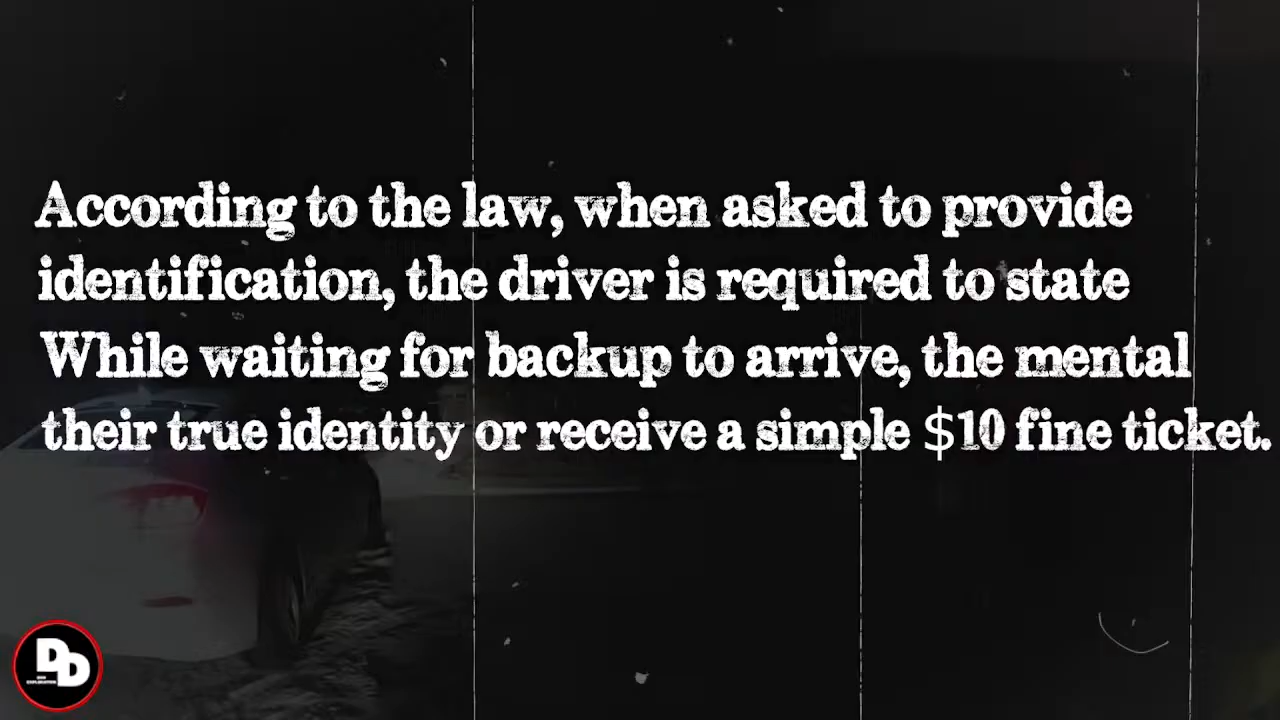 According to the law, when asked to provide
identification, the driver is required to state
While waiting for backup to arrive, the mental
their true identity or receive a simple $10 fine ticket.
DD